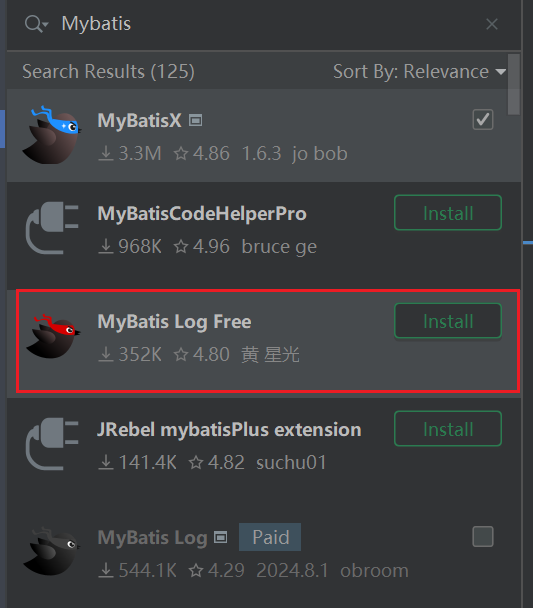 Mybatis
Search Results (125) Sort By: Relevance
MyBatisX
3.3M 4.86 1.6.3 jo bob
MyBatisCodeHelperPro Install
968K 4.96 bruce ge
MyBatis Log Free Install
352K 4.80 黄 星光
JRebel mybatisPlus extension Install
141.4K 4.82 suchu01
MyBatis Log Paid
544.1K 4.29 2024.8.1 obroom